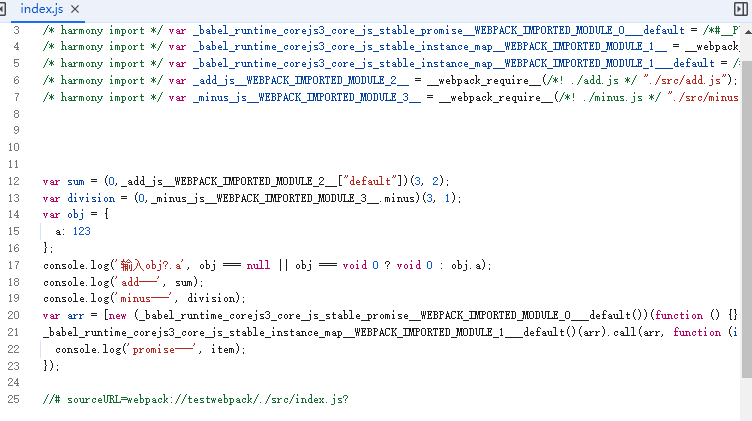 index.js ×
3 /* harmony import */ var _babel_runtime_corejs3_core_js_stable_promise__WEBPACK_IMPORTED_MODULE_0___default = /*#__P
4 /* harmony import */ var _babel_runtime_corejs3_core_js_stable_instance_map__WEBPACK_IMPORTED_MODULE_1__ = __webpack_
5 /* harmony import */ var _babel_runtime_corejs3_core_js_stable_instance_map__WEBPACK_IMPORTED_MODULE_1___default = /*
6 /* harmony import */ var _add_js__WEBPACK_IMPORTED_MODULE_2__ = __webpack_require__(/*! ./add.js */ "./src/add.js");
7 /* harmony import */ var _minus_js__WEBPACK_IMPORTED_MODULE_3__ = __webpack_require__(/*! ./minus.js */ "./src/minus
8
9
10
11
12 var sum = (0,_add_js__WEBPACK_IMPORTED_MODULE_2__["default"])(3, 2);
13 var division = (0,_minus_js__WEBPACK_IMPORTED_MODULE_3__.minus)(3, 1);
14 var obj = {
15 a: 123
16 };
17 console.log('输入obj?.a', obj === null || obj === void 0 ? void 0 : obj.a);
18 console.log('add---', sum);
19 console.log('minus---', division);
20 var arr = [new (_babel_runtime_corejs3_core_js_stable_promise__WEBPACK_IMPORTED_MODULE_0___default())(function () {}
21 _babel_runtime_corejs3_core_js_stable_instance_map__WEBPACK_IMPORTED_MODULE_1___default()(arr).call(arr, function (i
22 console.log('promise---', item);
23 });
24
25 //# sourceURL=webpack://testwebpack/./src/index.js?